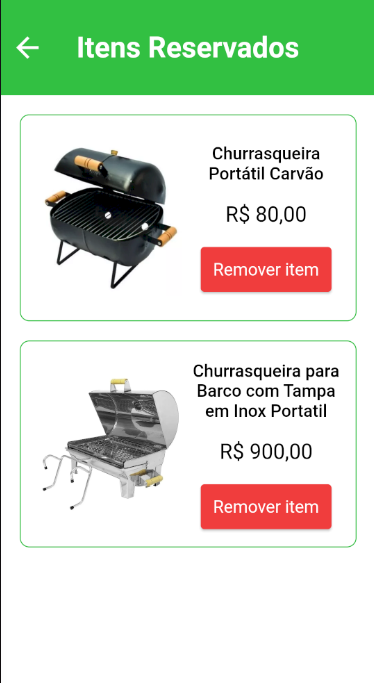 Itens Reservados
Churrasqueira
Portátil Carvão
R$ 80,00
Remover item
Churrasqueira para
Barco com Tampa
em Inox Portatil
R$ 900,00
Remover item